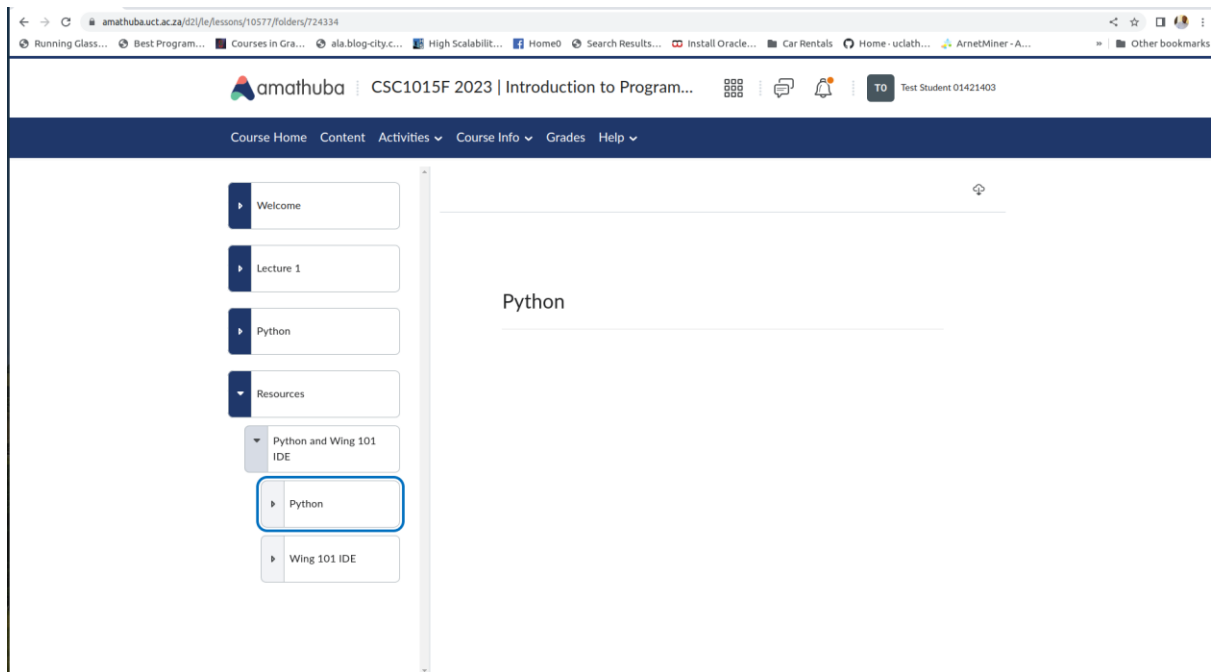 amathuba.uct.ac.za/d2l/le/lessons/10577/folders/724334
Running Glass... Best Program... Courses in Gra... ala.blog-city.c... High Scalabilit... Home0 Search Results... Install Oracle... Car Rentals Home · uclath... ArnetMiner - A... » Other bookmarks
amathuba CSC1015F 2023 | Introduction to Program... TO Test Student 01421403
Course Home Content Activities Course Info Grades Help
Welcome
Lecture 1
Python
Resources
Python and Wing 101
IDE
Python
Wing 101 IDE
Python